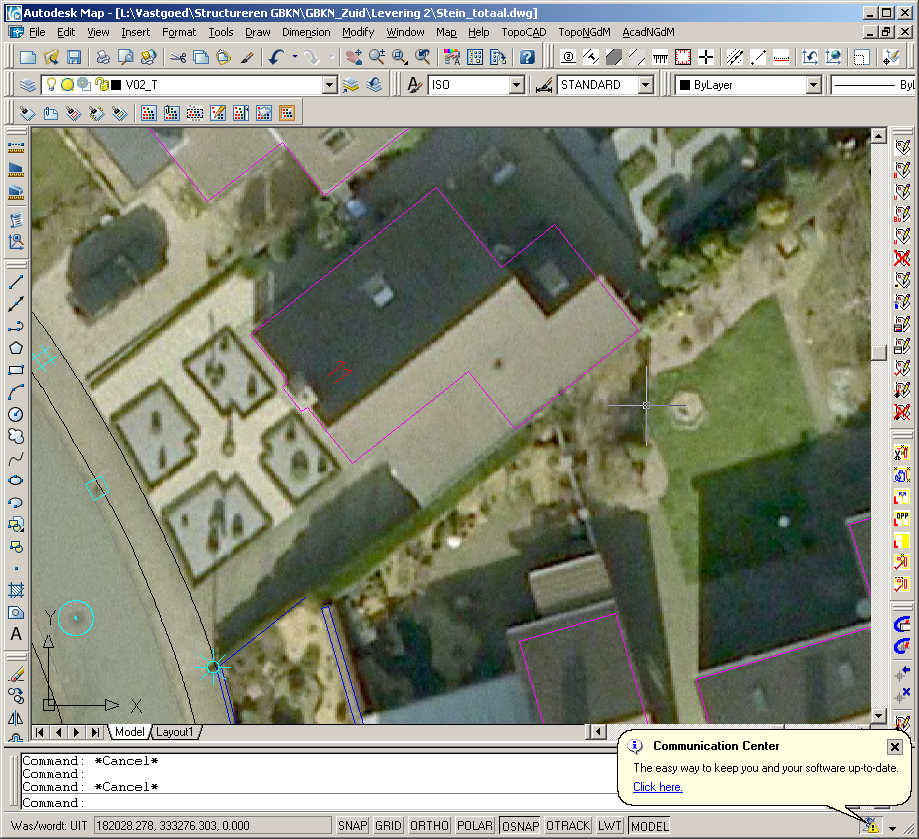 Autodesk Map - [L:\Vastgoed\Structureren GBKN\GBKN_Zuid\Levering 2\Stein_totaal.dwg]
File Edit View Insert Format Tools Draw Dimension Modify Window Map Help TopoCAD TopoNGdM AcadNGdM
V02_T ISO STANDARD ByLayer ByL
OPP
A
Y
X
Model Layout1
Command: *Cancel*
Command:
Command: *Cancel*
Command:
Communication Center
The easy way to keep you and your software up-to-date.
Click here.
Was/wordt: UIT 182028.278, 333276.303, 0.000 SNAP GRID ORTHO POLAR OSNAP OTRACK LWT MODEL